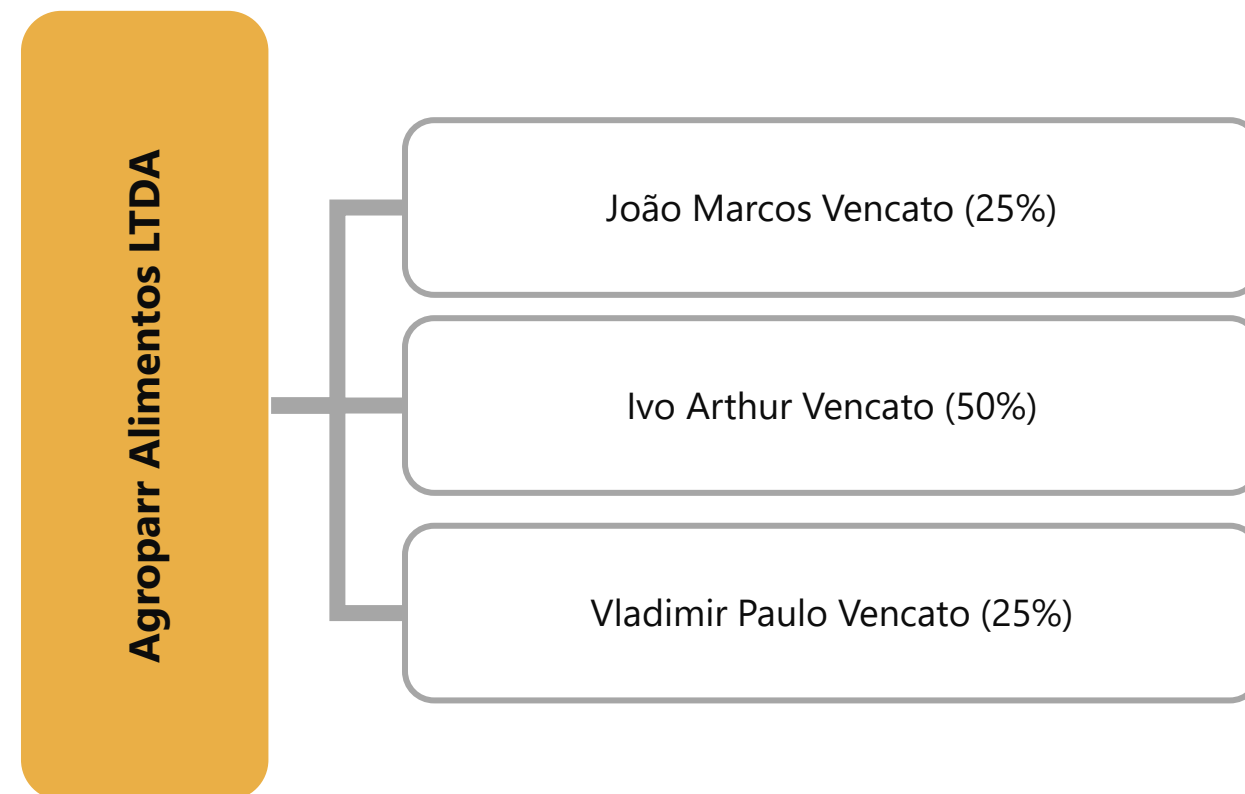 Agroparr Alimentos LTDA
João Marcos Vencato (25%)
Ivo Arthur Vencato (50%)
Vladimir Paulo Vencato (25%)